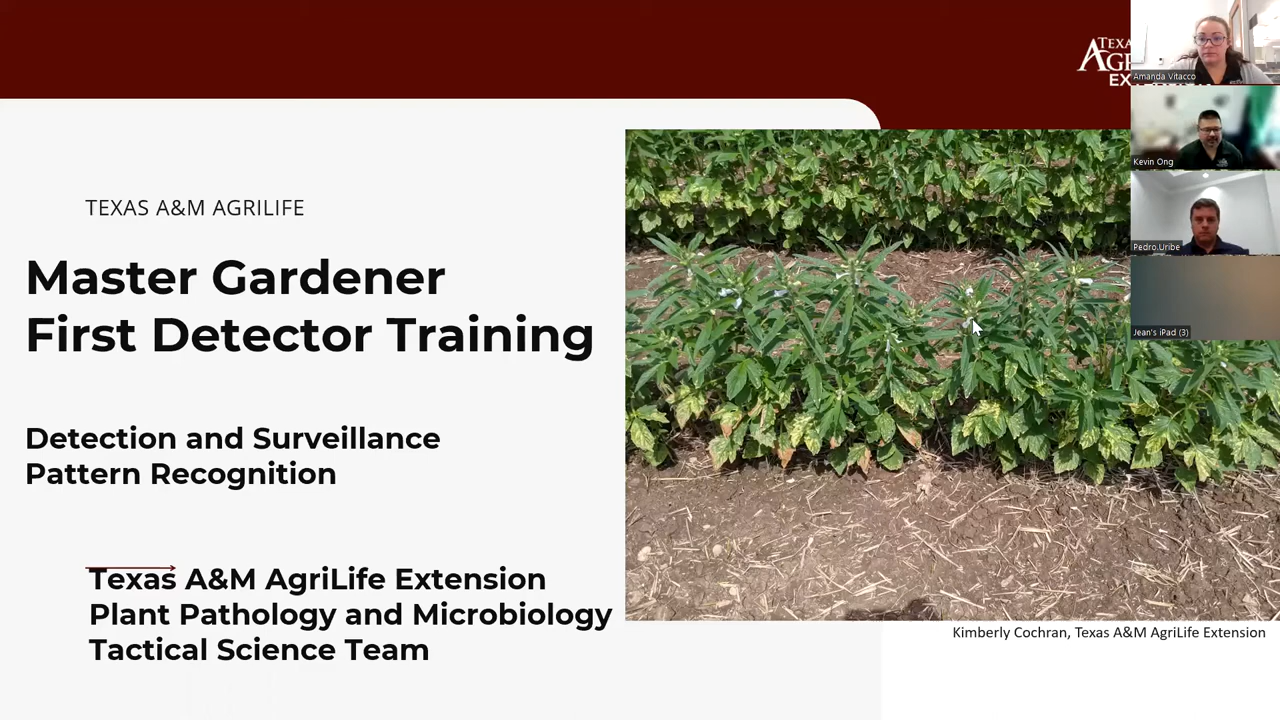 TEXAS A&M AGRILIFE
Master Gardener
First Detector Training
Detection and Surveillance
Pattern Recognition
Texas A&M AgriLife Extension
Plant Pathology and Microbiology
Tactical Science Team
Kimberly Cochran, Texas A&M AgriLife Extension
Amanda Vitacco
Kevin Ong
Pedro.Uribe
Jean's iPad (3)